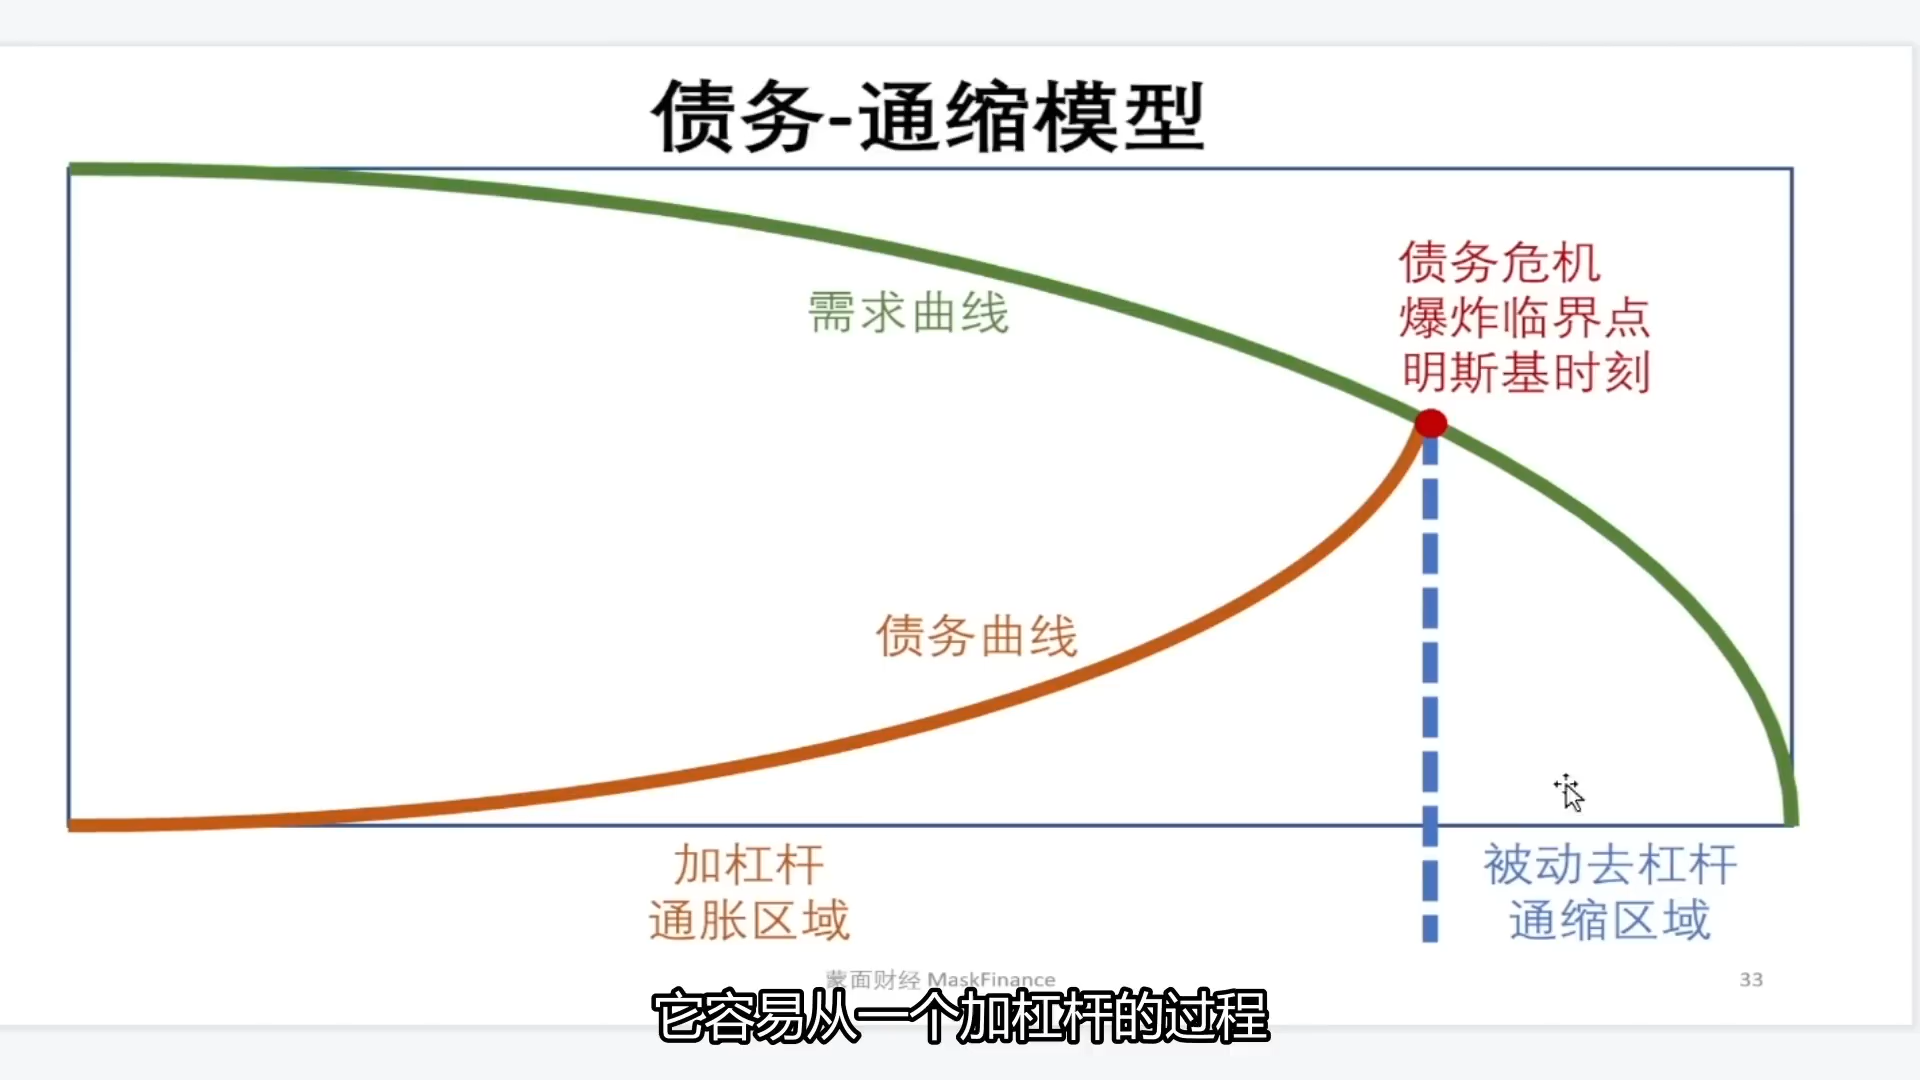 债务-通缩模型
需求曲线
债务危机
爆炸临界点
明斯基时刻
债务曲线
加杠杆
通胀区域
被动去杠杆
通缩区域
蒙面财经 MaskFinance
33
它容易从一个加杠杆的过程